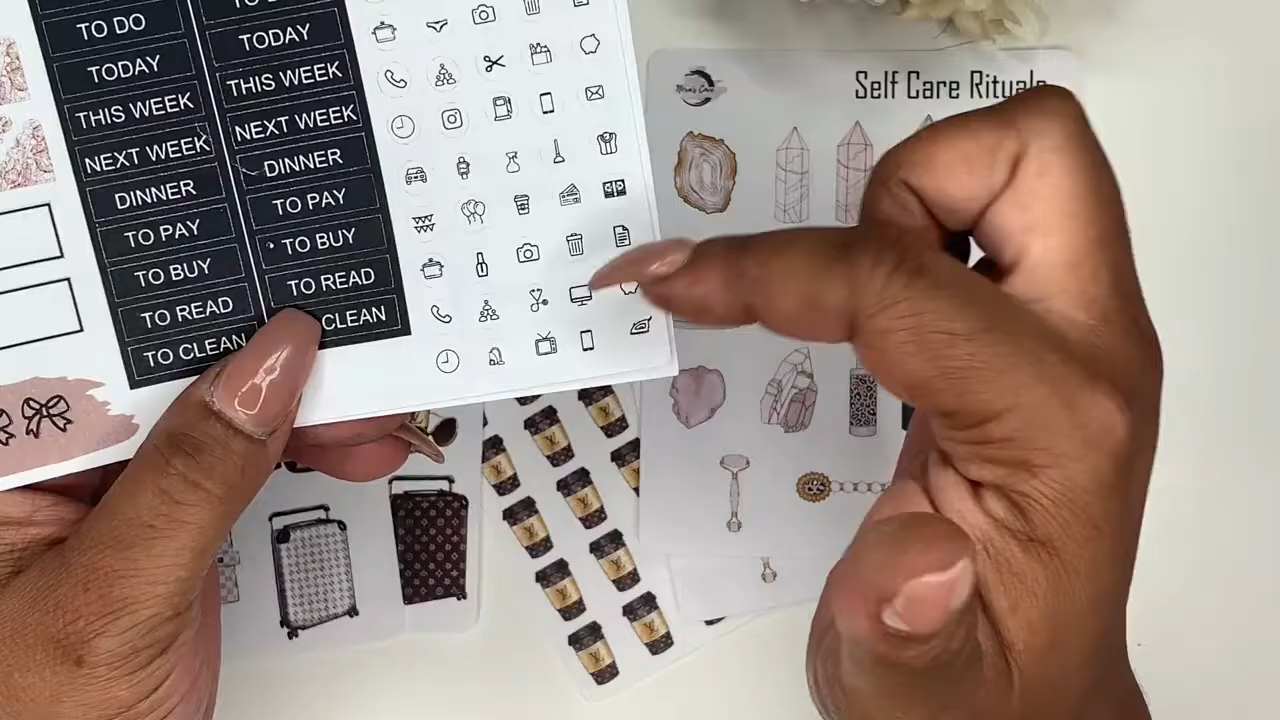 TO DO
TODAY
THIS WEEK
NEXT WEEK
DINNER
TO PAY
TO BUY
TO READ
TO CLEAN
TODAY
THIS WEEK
NEXT WEEK
DINNER
TO PAY
TO BUY
TO READ
CLEAN
Self Care Rituals